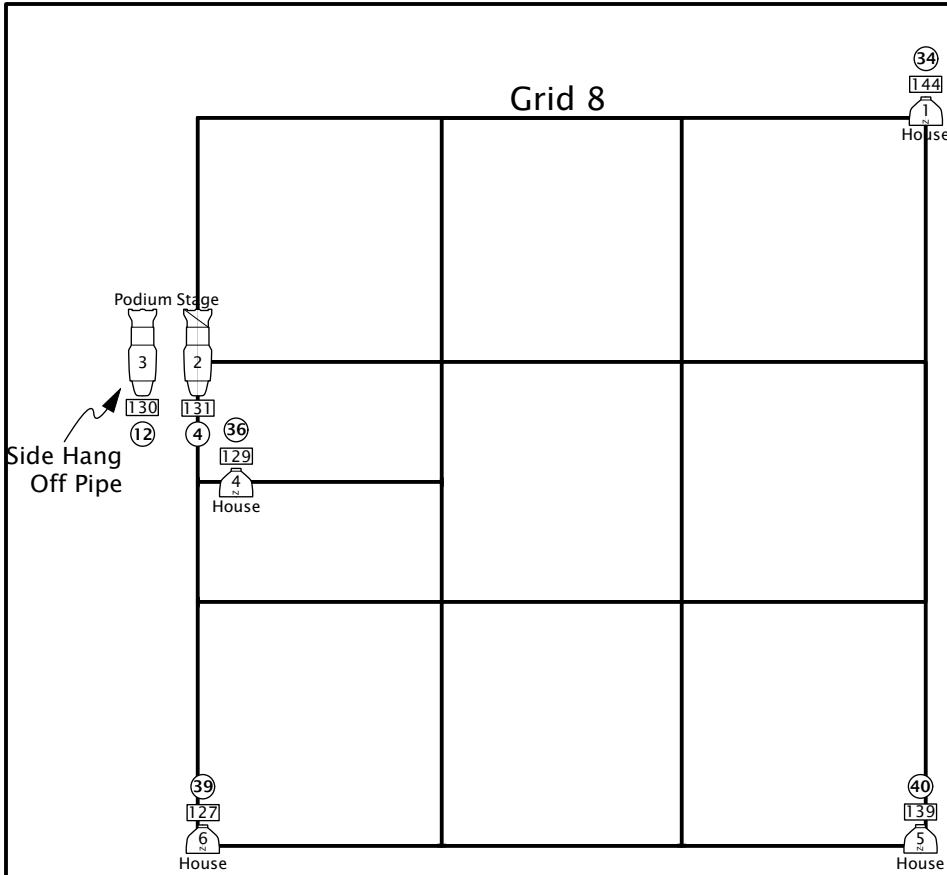 34
144
Grid 8
1
z
House
Podium Stage
3 2
130 131
12 4 36
Side Hang
Off Pipe
129
4
z
House
39 40
127 139
6 5
z z
House House